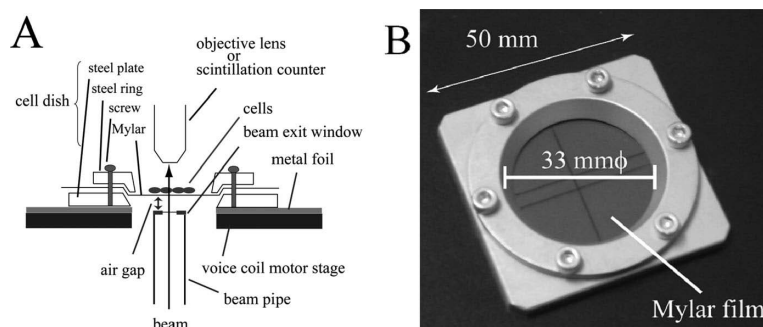 A
objective lens
or
scintillation counter
steel plate
steel ring
cell dish
screw
Mylar
cells
beam exit window
metal foil
air gap
voice coil motor stage
beam pipe
beam
B
50 mm
33 mmϕ
Mylar film